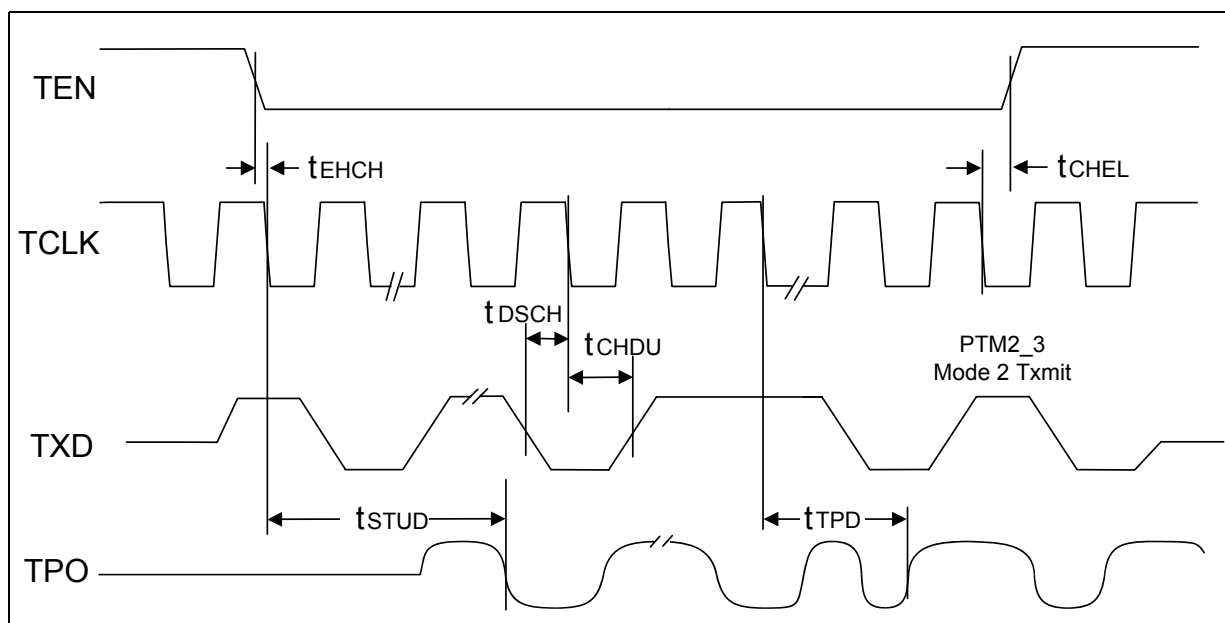 TEN
tEHCH
tCHEL
TCLK
tDSCH
tCHDU
PTM2_3
Mode 2 Txmit
TXD
tSTUD
tTPD
TPO